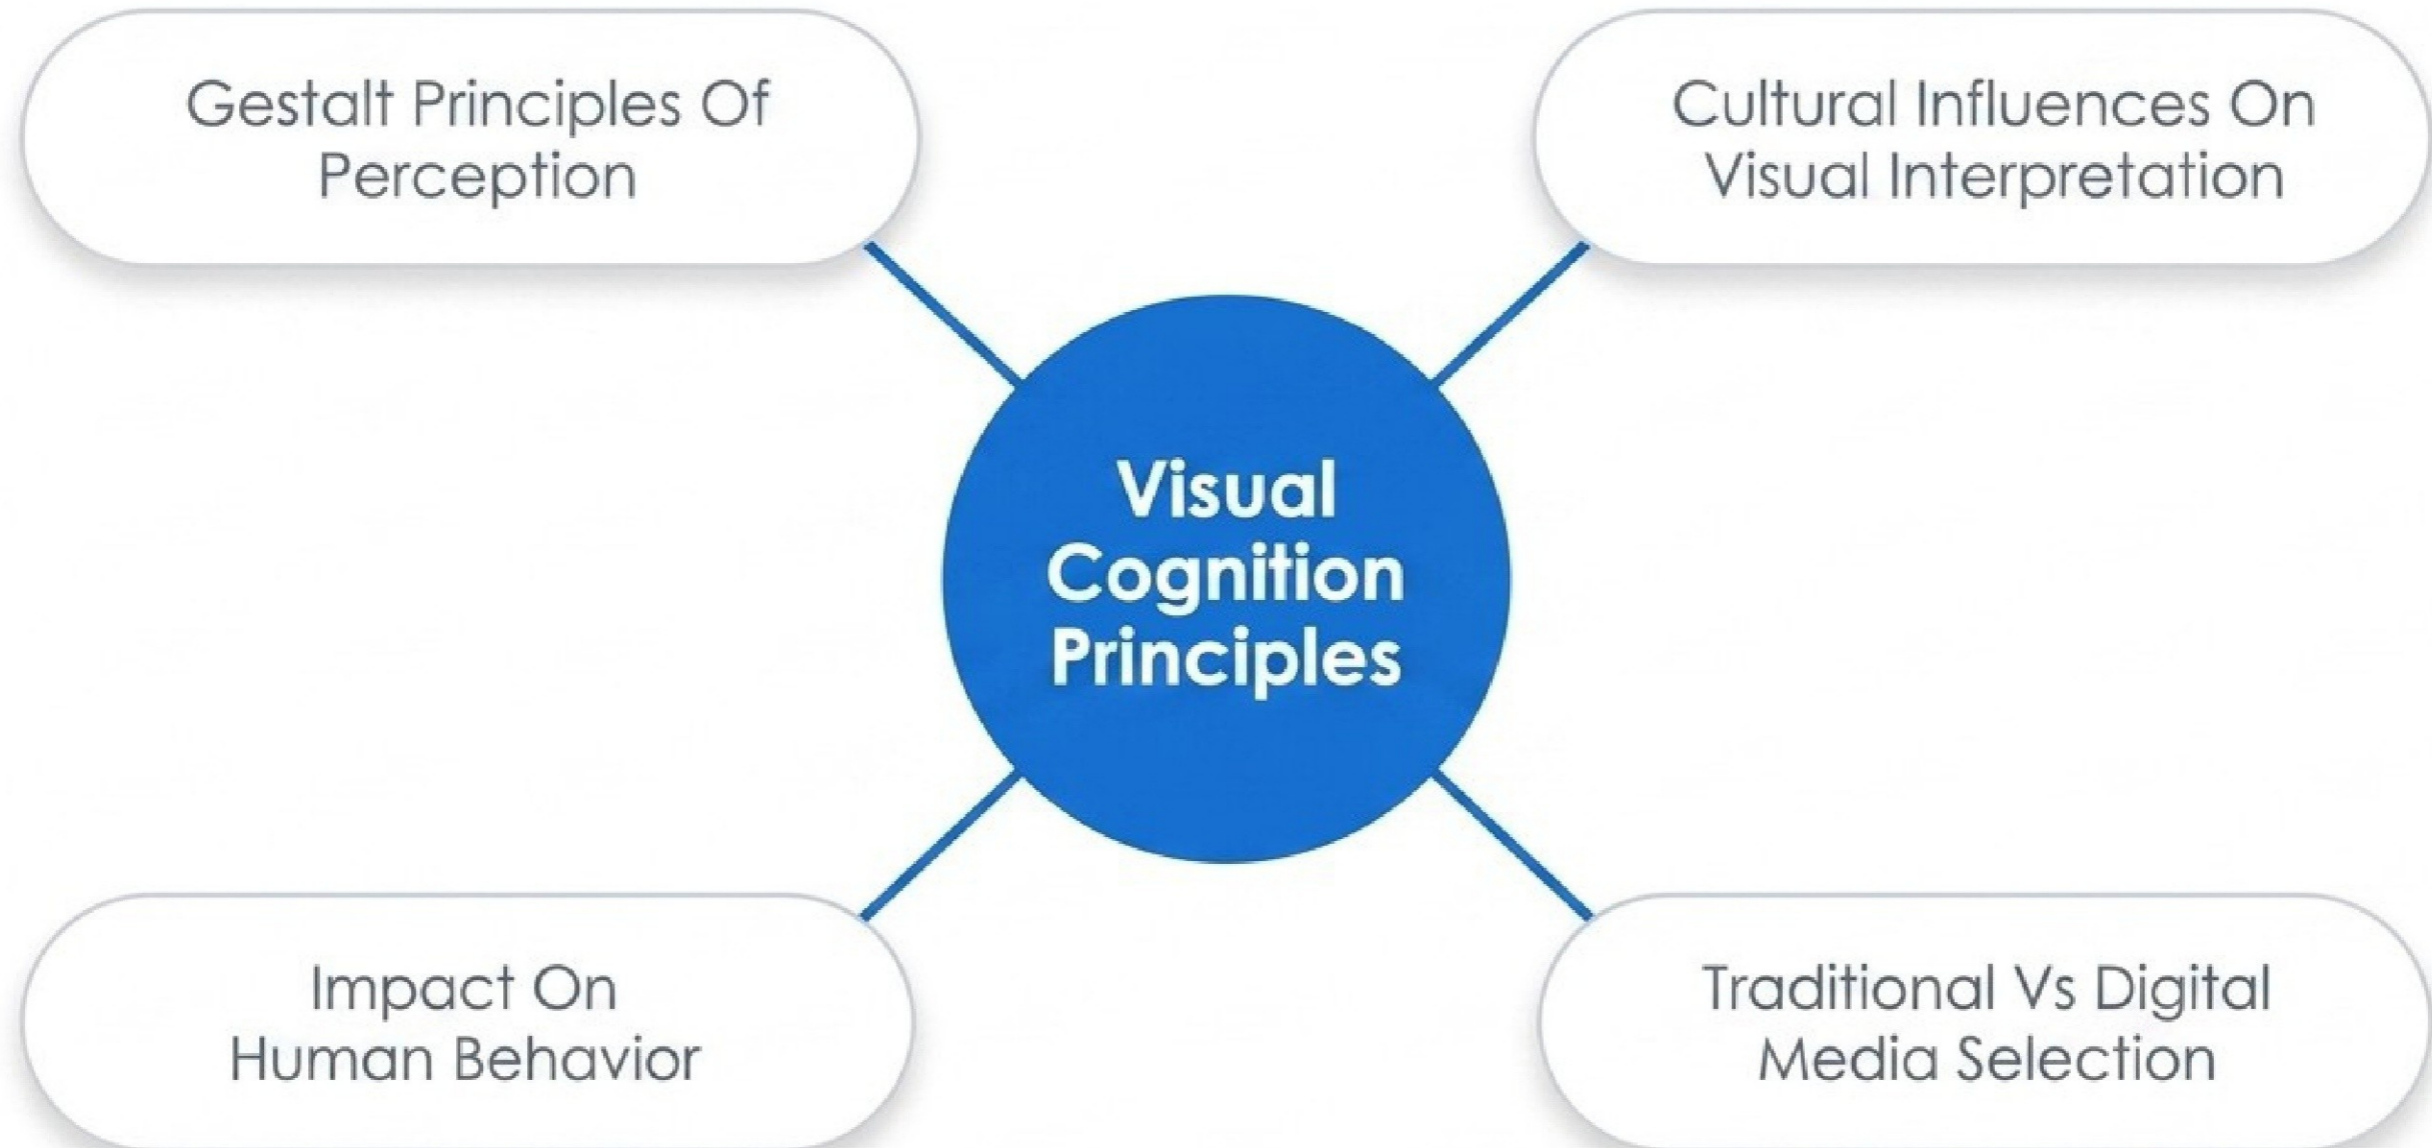 Gestalt Principles Of
Perception
Cultural Influences On
Visual Interpretation
Visual
Cognition
Principles
Impact On
Human Behavior
Traditional Vs Digital
Media Selection